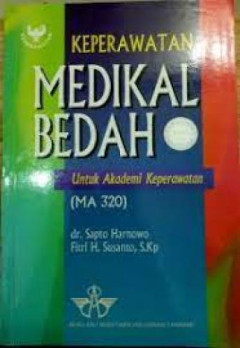 KEPERAWATAN
MEDIKAL
BEDAH
Untuk Akademi Keperawatan
(MA 320)
dr. Sapto Harnowo
Fitri H. Susanto, S.Kp